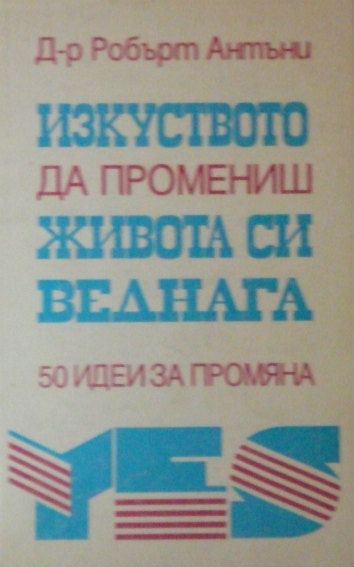 Д-р Робърт Антъни
ИЗКУСТВОТО
ДА ПРОМЕНИШ
ЖИВОТА СИ
ВЕДНАГА
50 ИДЕИ ЗА ПРОМЯНА
YES